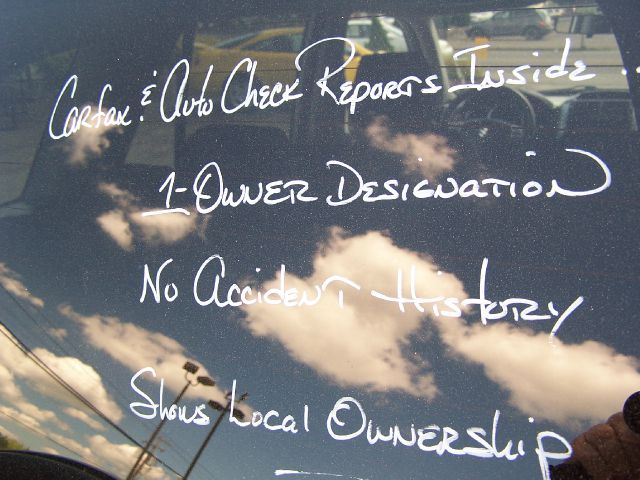 Carfax & Auto Check Reports Inside ...
1-Owner Designation
No Accident History
Shows Local Ownership